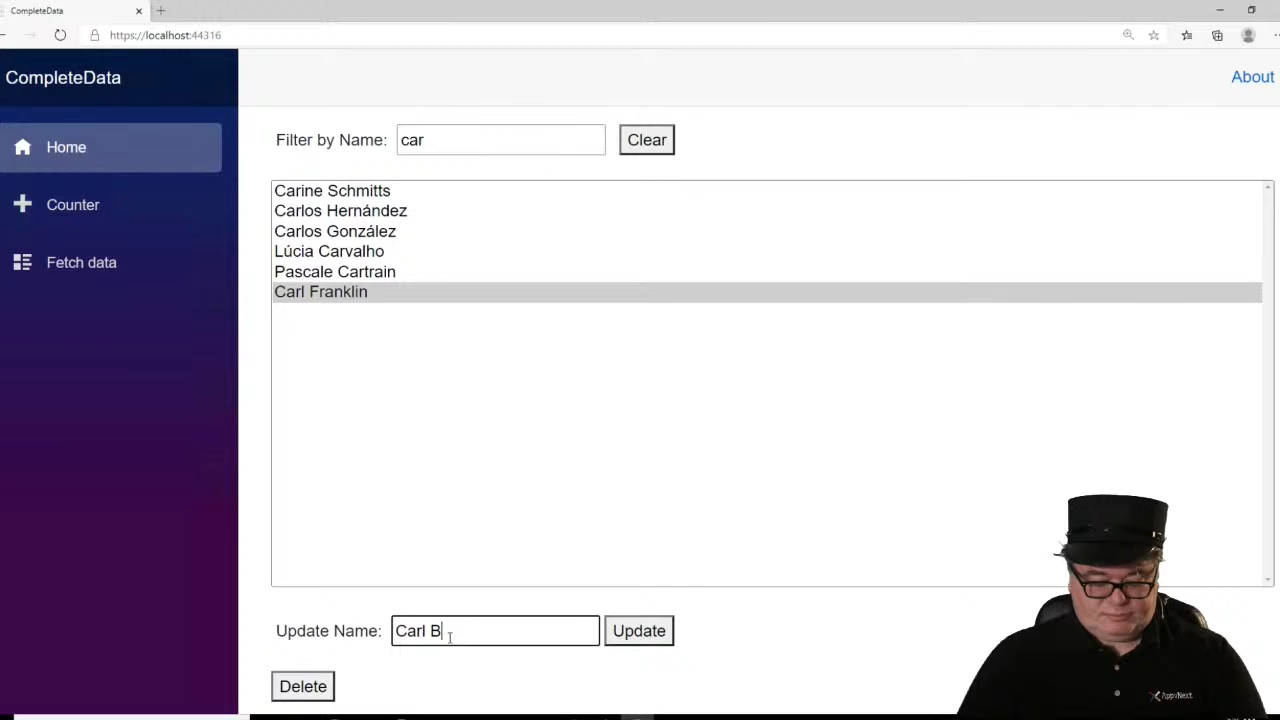 CompleteData
https://localhost:44316
CompleteData
About
Home
Counter
Fetch data
Filter by Name: car Clear
Carine Schmitts
Carlos Hernández
Carlos González
Lúcia Carvalho
Pascale Cartrain
Carl Franklin
Update Name: Carl B Update
Delete
AppvNext